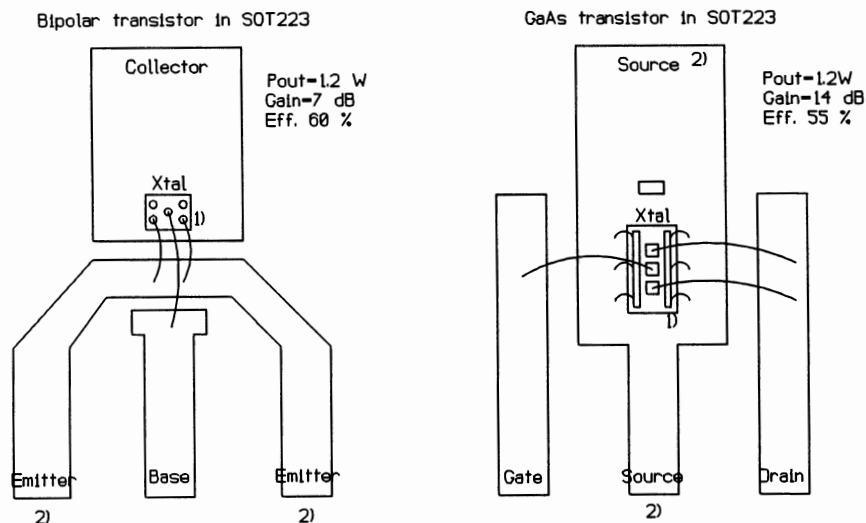 Bipolar transistor in SOT223
Collector
Pout=1.2 W
Gain=7 dB
Eff. 60 %
Xtal
1)
Emitter
Base
Emitter
2)
2)
GaAs transistor in SOT223
Source 2)
Pout=1.2W
Gain=14 dB
Eff. 55 %
Xtal
1)
Gate
Source
Drain
2)